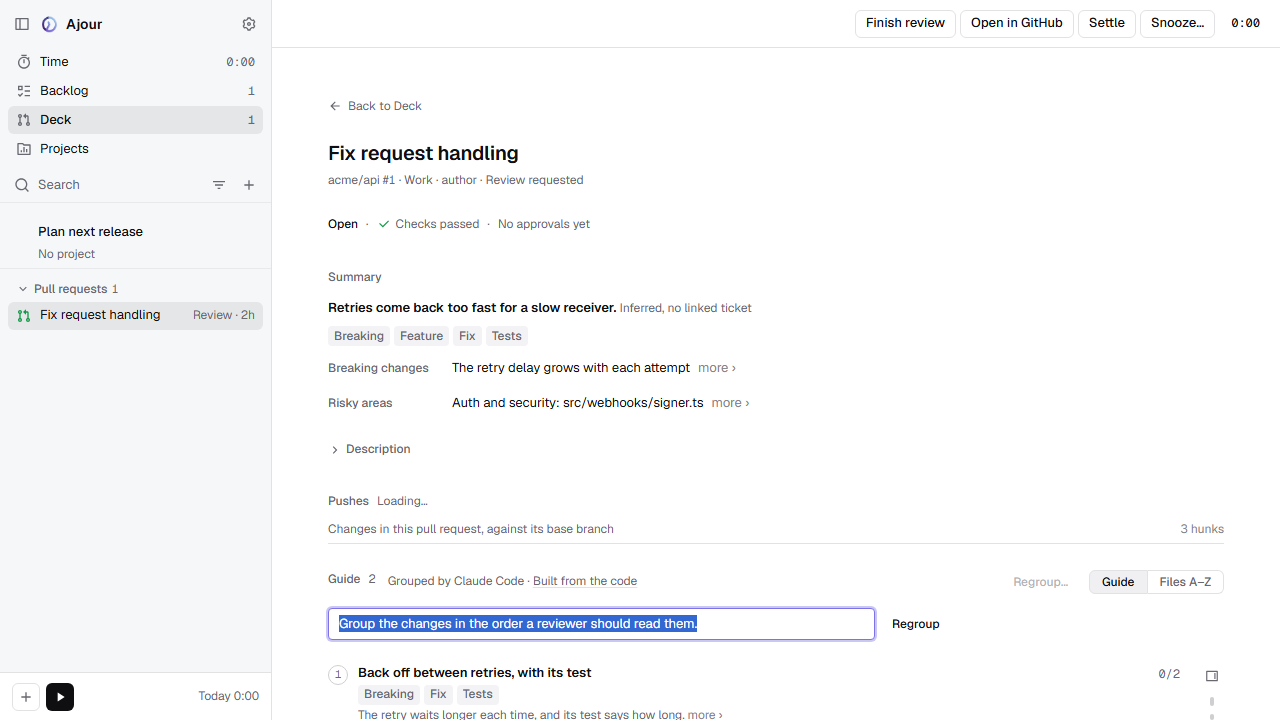 Ajour
Time 0:00
Backlog 1
Deck 1
Projects
Search
Plan next release
No project
Pull requests 1
Fix request handling Review · 2h
Today 0:00
Finish review Open in GitHub Settle Snooze… 0:00
Back to Deck
Fix request handling
acme/api #1 · Work · author · Review requested
Open · Checks passed · No approvals yet
Summary
Retries come back too fast for a slow receiver. Inferred, no linked ticket
Breaking Feature Fix Tests
Breaking changes The retry delay grows with each attempt more ›
Risky areas Auth and security: src/webhooks/signer.ts more ›
Description
Pushes Loading…
Changes in this pull request, against its base branch 3 hunks
Guide 2 Grouped by Claude Code · Built from the code Regroup… Guide Files A–Z
Group the changes in the order a reviewer should read them. Regroup
1 Back off between retries, with its test 0/2
Breaking Fix Tests
The retry waits longer each time, and its test says how long. more ›